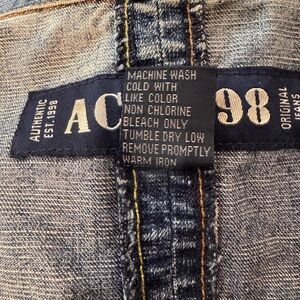 AUTHENTIC
EST. 1998
AC
98
ORIGINAL
JEANS
MACHINE WASH
COLD WITH
LIKE COLOR
NON CHLORINE
BLEACH ONLY
TUMBLE DRY LOW
REMOVE PROMPTLY
WARM IRON